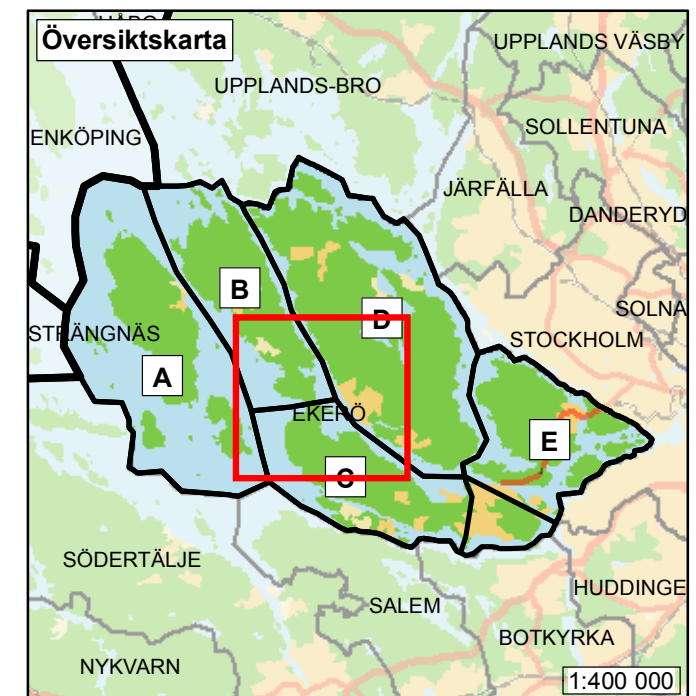 HÅBO
Översiktskarta
UPPLANDS VÄSBY
UPPLANDS-BRO
ENKÖPING
SOLLENTUNA
JÄRFÄLLA
DANDERYD
B
SOLNA
D
STRÄNGNÄS
STOCKHOLM
A
EKERÖ
E
C
SÖDERTÄLJE
HUDDINGE
SALEM
BOTKYRKA
NYKVARN
1:400 000